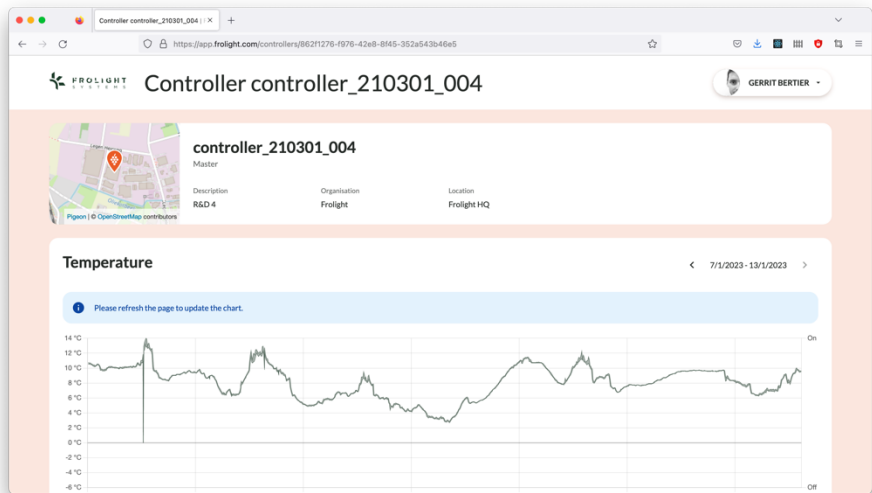 Controller controller_210301_004 |
https://app.frolight.com/controllers/862f1276-f976-42e8-8f45-352a543b46e5
FROLIGHT
SYSTEMS
Controller controller_210301_004
GERRIT BERTIER
controller_210301_004
Master
Description Organisation Location
R&D 4 Frolight Frolight HQ
Pigeon | © OpenStreetMap contributors
Temperature
7/1/2023 - 13/1/2023
Please refresh the page to update the chart.
14 °C On
12 °C
10 °C
8 °C
6 °C
4 °C
2 °C
0 °C
-2 °C
-4 °C
-6 °C Off